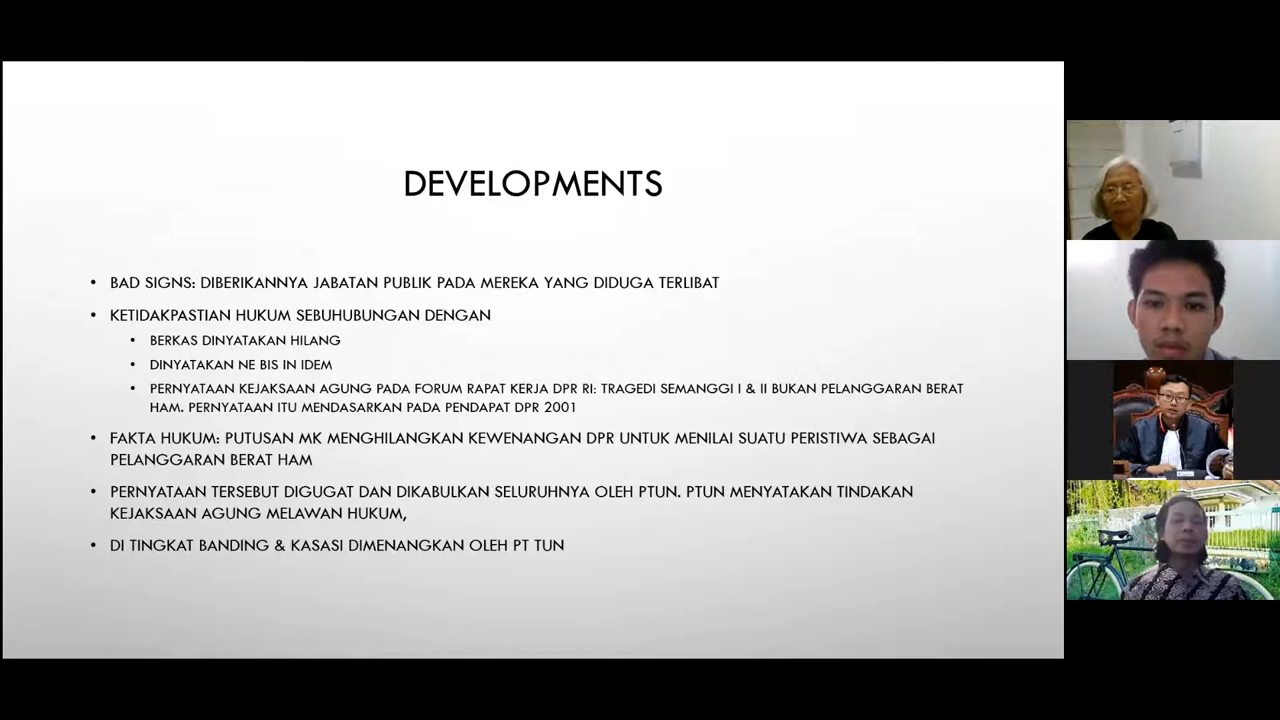 DEVELOPMENTS
• BAD SIGNS: DIBERIKANNYA JABATAN PUBLIK PADA MEREKA YANG DIDUGA TERLIBAT
• KETIDAKPASTIAN HUKUM SEBUHUBUNGAN DENGAN
• BERKAS DINYATAKAN HILANG
• DINYATAKAN NE BIS IN IDEM
• PERNYATAAN KEJAKSAAN AGUNG PADA FORUM RAPAT KERJA DPR RI: TRAGEDI SEMANGGI I & II BUKAN PELANGGARAN BERAT
HAM. PERNYATAAN ITU MENDASARKAN PADA PENDAPAT DPR 2001
• FAKTA HUKUM: PUTUSAN MK MENGHILANGKAN KEWENANGAN DPR UNTUK MENILAI SUATU PERISTIWA SEBAGAI
PELANGGARAN BERAT HAM
• PERNYATAAN TERSEBUT DIGUGAT DAN DIKABULKAN SELURUHNYA OLEH PTUN. PTUN MENYATAKAN TINDAKAN
KEJAKSAAN AGUNG MELAWAN HUKUM,
• DI TINGKAT BANDING & KASASI DIMENANGKAN OLEH PT TUN